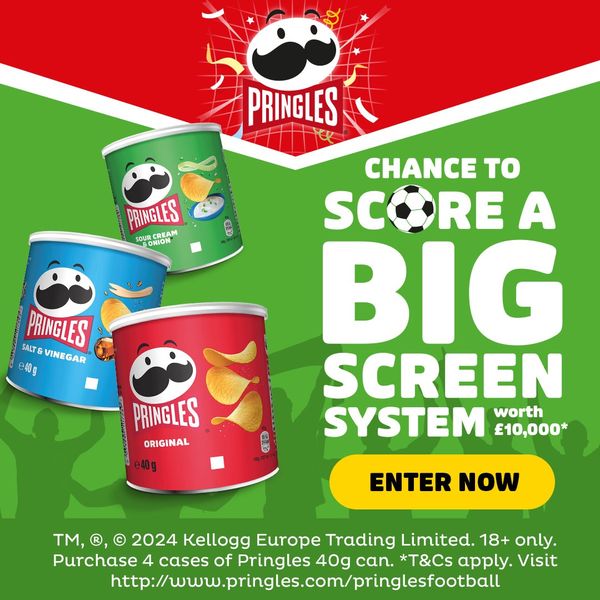 PRINGLES
CHANCE TO
SCORE A
BIG
SCREEN
SYSTEM worth
£10,000*
ENTER NOW
PRINGLES
SOUR CREAM
& ONION
PRINGLES
SALT & VINEGAR
℮40 g
PRINGLES
ORIGINAL
℮40 g
TM, ®, © 2024 Kellogg Europe Trading Limited. 18+ only.
Purchase 4 cases of Pringles 40g can. *T&Cs apply. Visit
http://www.pringles.com/pringlesfootball